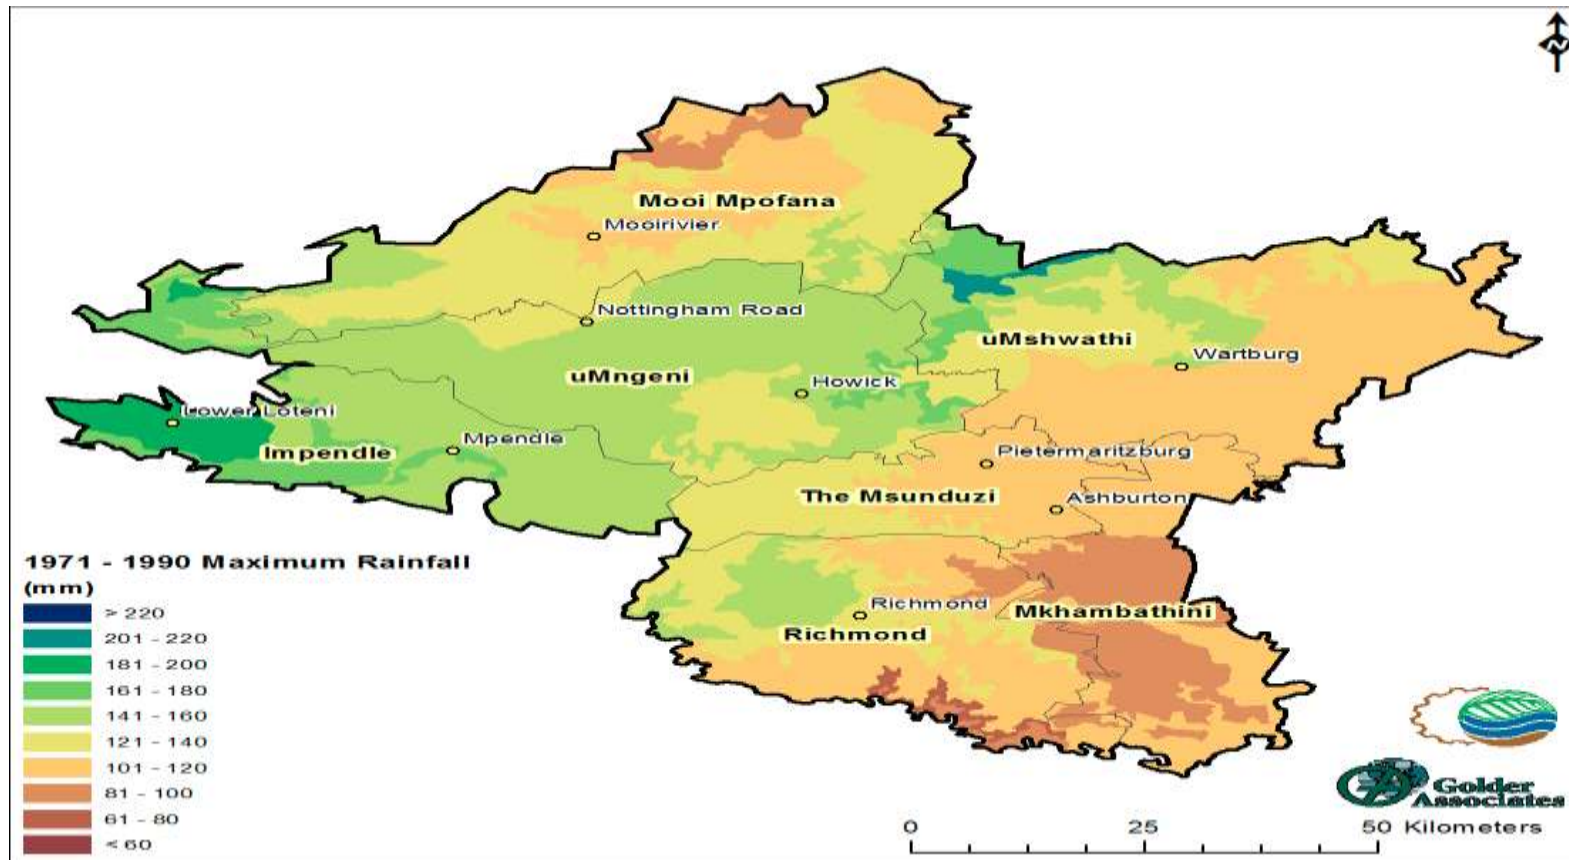 N
Mooi Mpofana
Mooirivier
Nottingham Road
uMshwathi
Wartburg
uMngeni
Howick
Lower Loteni
Mpendle
Impendle
Pietermaritzburg
The Msunduzi
Ashburton
Richmond
Mkhambathini
Richmond
1971 - 1990 Maximum Rainfall
(mm)
> 220
201 - 220
181 - 200
161 - 180
141 - 160
121 - 140
101 - 120
81 - 100
61 - 80
< 60
Golder
Associates
0 25 50 Kilometers